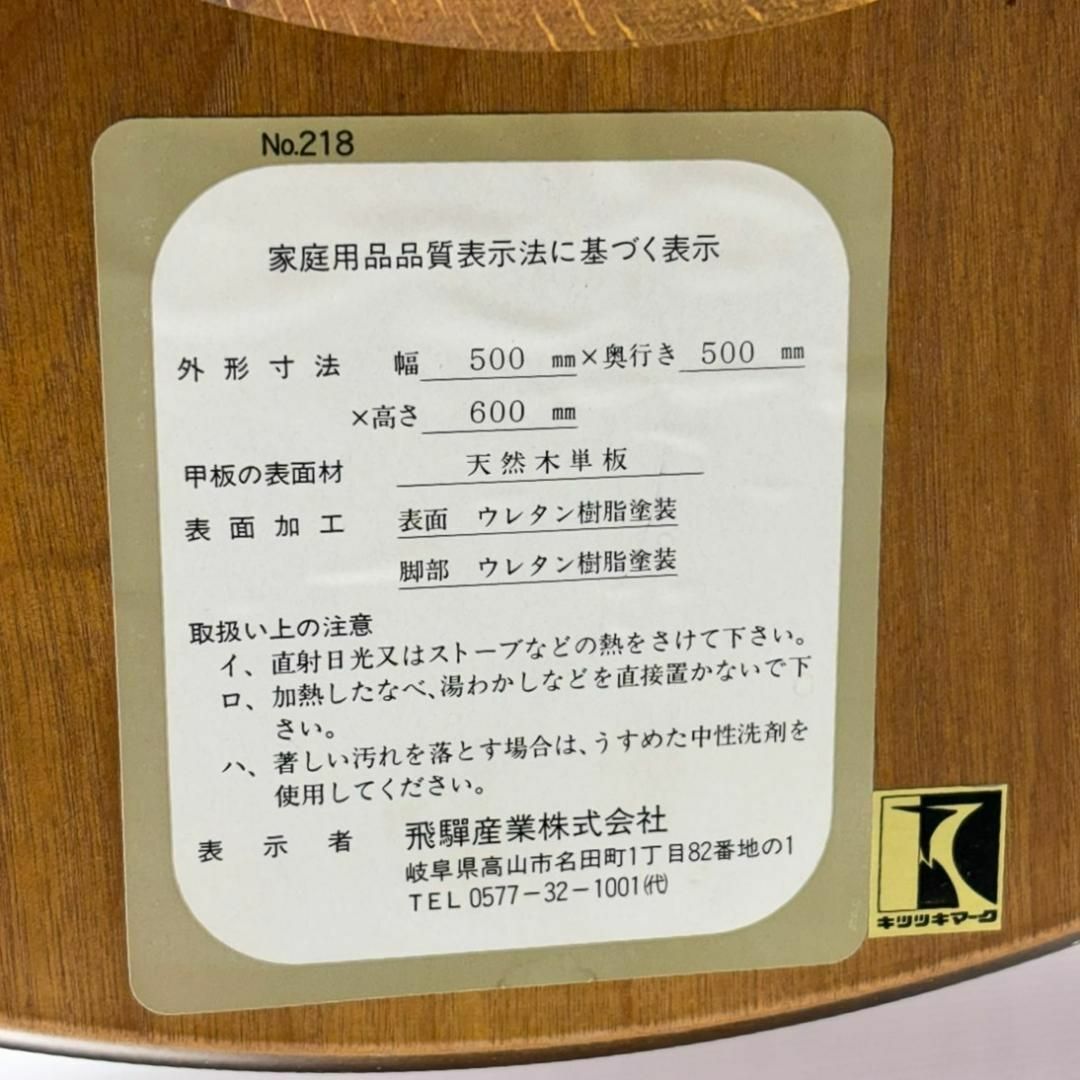 No.218
家庭用品品質表示法に基づく表示
外形寸法 幅 500 mm×奥行き 500 mm
×高さ 600 mm
甲板の表面材 天然木単板
表面加工 表面 ウレタン樹脂塗装
脚部 ウレタン樹脂塗装
取扱い上の注意
イ、直射日光又はストーブなどの熱をさけて下さい。
ロ、加熱したなべ、湯わかしなどを直接置かないで下
さい。
ハ、著しい汚れを落とす場合は、うすめた中性洗剤を
使用してください。
表示者 飛驒産業株式会社
岐阜県高山市名田町1丁目82番地の1
TEL 0577-32-1001㈹
キツツキマーク